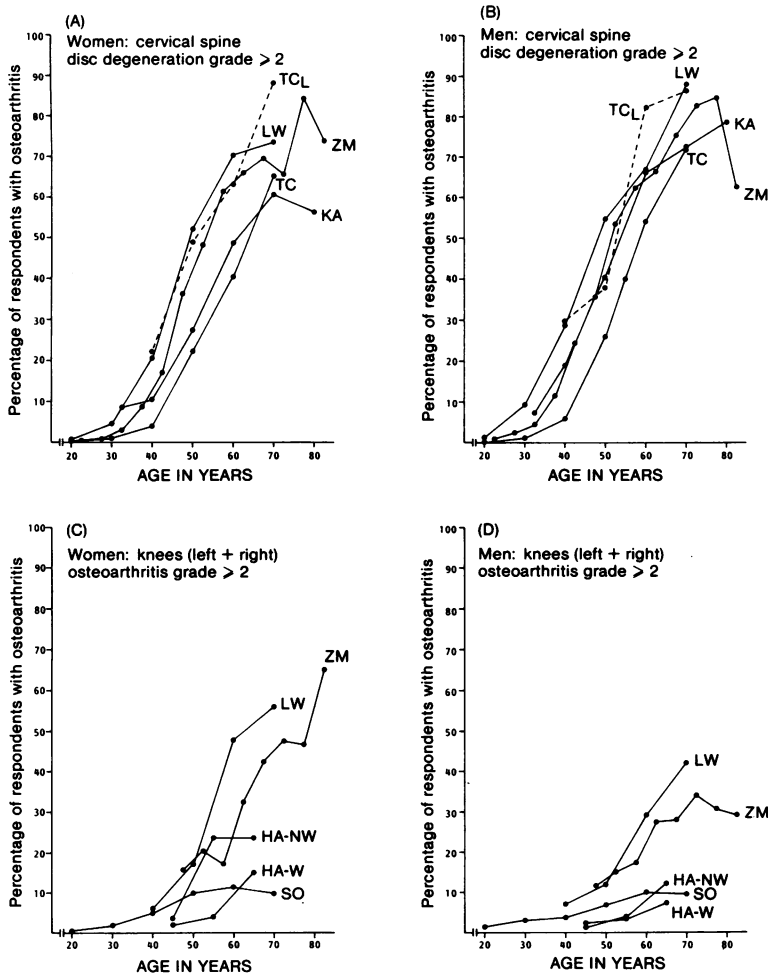 (A)
Women: cervical spine
disc degeneration grade ⩾ 2
Percentage of respondents with osteoarthritis
100
90
80
70
60
50
40
30
20
10
TCL
LW
ZM
TC
KA
20 30 40 50 60 70 80
AGE IN YEARS
(B)
Men: cervical spine
disc degeneration grade ⩾ 2
Percentage of respondents with osteoarthritis
100
90
80
70
60
50
40
30
20
10
LW
TCL
KA
TC
ZM
20 30 40 50 60 70 80
AGE IN YEARS
(C)
Women: knees (left + right)
osteoarthritis grade ⩾ 2
Percentage of respondents with osteoarthritis
100
90
80
70
60
50
40
30
20
10
ZM
LW
HA-NW
HA-W
SO
20 30 40 50 60 70 80
AGE IN YEARS
(D)
Men: knees (left + right)
osteoarthritis grade ⩾ 2
Percentage of respondents with osteoarthritis
100
90
80
70
60
50
40
30
20
10
LW
ZM
HA-NW
SO
HA-W
20 30 40 50 60 70 80
AGE IN YEARS